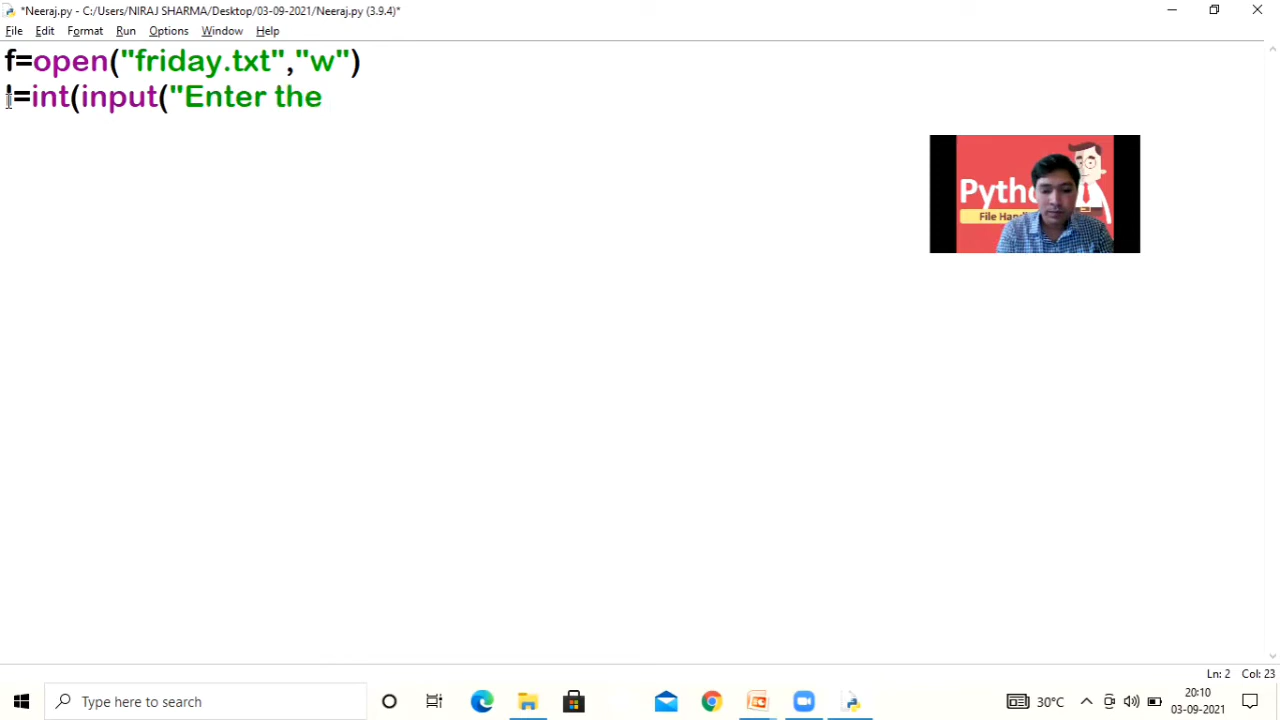 *Neeraj.py - C:/Users/NIRAJ SHARMA/Desktop/03-09-2021/Neeraj.py (3.9.4)*
File Edit Format Run Options Window Help
f=open("friday.txt","w")
=int(input("Enter the
Pytho
File Han
Ln: 2 Col: 23
Type here to search
30°C
20:10
03-09-2021